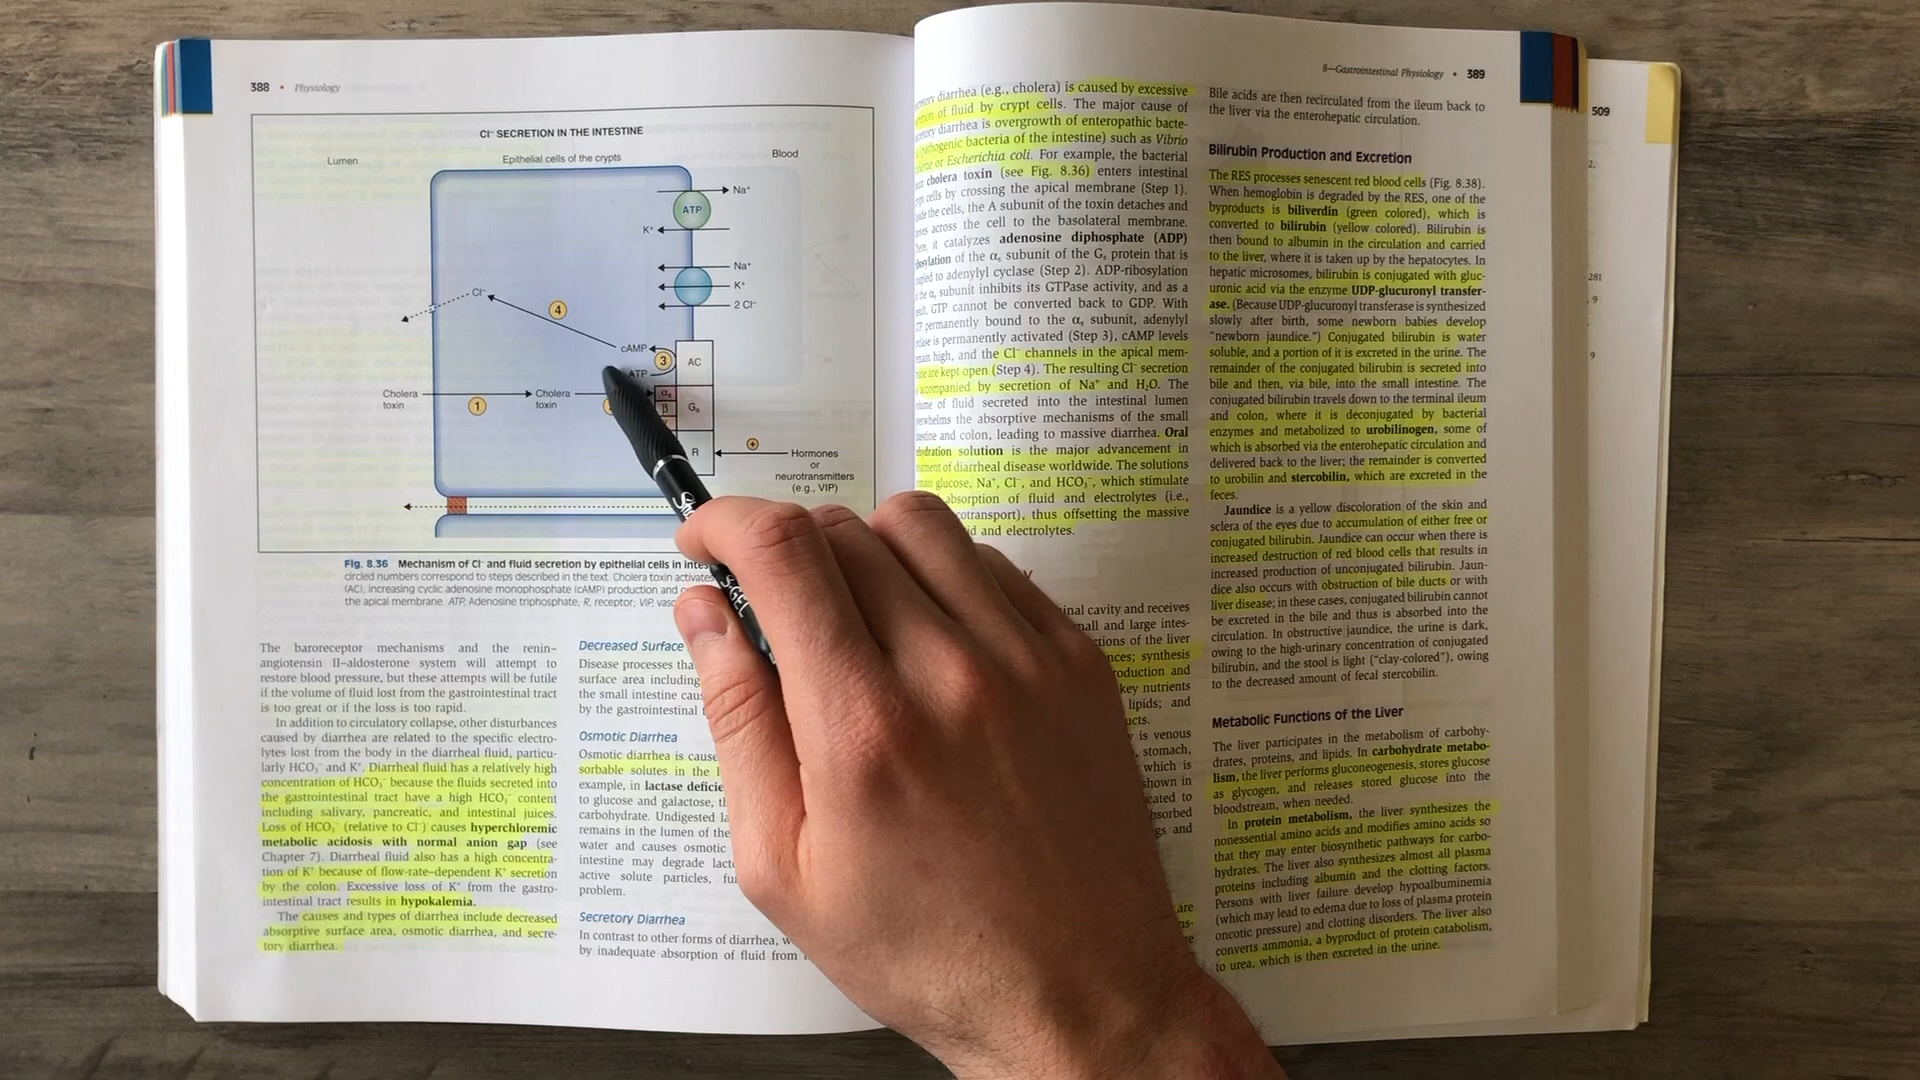 388 • Physiology
Cl⁻ SECRETION IN THE INTESTINE
Lumen
Epithelial cells of the crypts
Blood
Na⁺
ATP
K⁺
Na⁺
K⁺
2 Cl⁻
Cl⁻
4
cAMP
3
AC
ATP
Cholera
toxin
1
Cholera
toxin
αs
β
Gs
R
+
Hormones
or
neurotransmitters
(e.g., VIP)
Fig. 8.36 Mechanism of Cl⁻ and fluid secretion by epithelial cells in
circled numbers correspond to steps described in the text. Cholera toxin activates
(AC), increasing cyclic adenosine monophosphate (cAMP) production and
the apical membrane. ATP, Adenosine triphosphate; R, receptor; VIP,
The baroreceptor mechanisms and the renin–
angiotensin II–aldosterone system will attempt to
restore blood pressure, but these attempts will be futile
if the volume of fluid lost from the gastrointestinal tract
is too great or if the loss is too rapid.
In addition to circulatory collapse, other disturbances
caused by diarrhea are related to the specific electro-
lytes lost from the body in the diarrheal fluid, particu-
larly HCO₃⁻ and K⁺. Diarrheal fluid has a relatively high
concentration of HCO₃⁻ because the fluids secreted into
the gastrointestinal tract have a high HCO₃⁻ content
including salivary, pancreatic, and intestinal juices.
Loss of HCO₃⁻ (relative to Cl⁻) causes hyperchloremic
metabolic acidosis with normal anion gap (see
Chapter 7). Diarrheal fluid also has a high concentra-
tion of K⁺ because of flow-rate–dependent K⁺ secretion
by the colon. Excessive loss of K⁺ from the gastro-
intestinal tract results in hypokalemia.
The causes and types of diarrhea include decreased
absorptive surface area, osmotic diarrhea, and secre-
tory diarrhea.
Decreased Surface
Disease processes
surface area including
the small intestine
by the gastrointestinal
Osmotic Diarrhea
Osmotic diarrhea is
sorbable solutes in the
example, in lactase
to glucose and galactose,
carbohydrate. Undigested
remains in the lumen of the
water and causes osmotic
intestine may degrade
active solute particles,
problem.
Secretory Diarrhea
In contrast to other forms of diarrhea,
by inadequate absorption of fluid from
8—Gastrointestinal Physiology • 389
diarrhea (e.g., cholera) is caused by excessive
of fluid by crypt cells. The major cause of
diarrhea is overgrowth of enteropathic bacte-
(pathogenic bacteria of the intestine) such as Vibrio
or Escherichia coli. For example, the bacterial
cholera toxin (see Fig. 8.36) enters intestinal
cells by crossing the apical membrane (Step 1).
the cells, the A subunit of the toxin detaches and
across the cell to the basolateral membrane.
it catalyzes adenosine diphosphate (ADP)
of the αs subunit of the Gs protein that is
to adenylyl cyclase (Step 2). ADP-ribosylation
the αs subunit inhibits its GTPase activity, and as a
GTP cannot be converted back to GDP. With
permanently bound to the αs subunit, adenylyl
is permanently activated (Step 3), cAMP levels
high, and the Cl⁻ channels in the apical mem-
are kept open (Step 4). The resulting Cl⁻ secretion
accompanied by secretion of Na⁺ and H₂O. The
of fluid secreted into the intestinal lumen
the absorptive mechanisms of the small
and colon, leading to massive diarrhea. Oral
solution is the major advancement in
of diarrheal disease worldwide. The solutions
glucose, Na⁺, Cl⁻, and HCO₃⁻, which stimulate
absorption of fluid and electrolytes (i.e.,
cotransport), thus offsetting the massive
and electrolytes.
cavity and receives
and large intes-
of the liver
synthesis
and
key nutrients
lipids; and
is venous
stomach,
which is
shown in
to
and
are
Bile acids are then recirculated from the ileum back to
the liver via the enterohepatic circulation.
Bilirubin Production and Excretion
The RES processes senescent red blood cells (Fig. 8.38).
When hemoglobin is degraded by the RES, one of the
byproducts is biliverdin (green colored), which is
converted to bilirubin (yellow colored). Bilirubin is
then bound to albumin in the circulation and carried
to the liver, where it is taken up by the hepatocytes. In
hepatic microsomes, bilirubin is conjugated with gluc-
uronic acid via the enzyme UDP-glucuronyl transfer-
ase. (Because UDP-glucuronyl transferase is synthesized
slowly after birth, some newborn babies develop
“newborn jaundice.”) Conjugated bilirubin is water
soluble, and a portion of it is excreted in the urine. The
remainder of the conjugated bilirubin is secreted into
bile and then, via bile, into the small intestine. The
conjugated bilirubin travels down to the terminal ileum
and colon, where it is deconjugated by bacterial
enzymes and metabolized to urobilinogen, some of
which is absorbed via the enterohepatic circulation and
delivered back to the liver; the remainder is converted
to urobilin and stercobilin, which are excreted in the
feces.
Jaundice is a yellow discoloration of the skin and
sclera of the eyes due to accumulation of either free or
conjugated bilirubin. Jaundice can occur when there is
increased destruction of red blood cells that results in
increased production of unconjugated bilirubin. Jaun-
dice also occurs with obstruction of bile ducts or with
liver disease; in these cases, conjugated bilirubin cannot
be excreted in the bile and thus is absorbed into the
circulation. In obstructive jaundice, the urine is dark,
owing to the high-urinary concentration of conjugated
bilirubin, and the stool is light (“clay-colored”), owing
to the decreased amount of fecal stercobilin.
Metabolic Functions of the Liver
The liver participates in the metabolism of carbohy-
drates, proteins, and lipids. In carbohydrate metabo-
lism, the liver performs gluconeogenesis, stores glucose
as glycogen, and releases stored glucose into the
bloodstream, when needed.
In protein metabolism, the liver synthesizes the
nonessential amino acids and modifies amino acids so
that they may enter biosynthetic pathways for carbo-
hydrates. The liver also synthesizes almost all plasma
proteins including albumin and the clotting factors.
Persons with liver failure develop hypoalbuminemia
(which may lead to edema due to loss of plasma protein
oncotic pressure) and clotting disorders. The liver also
converts ammonia, a byproduct of protein catabolism,
to urea, which is then excreted in the urine.
509
2.
281
9
9
S-GEL